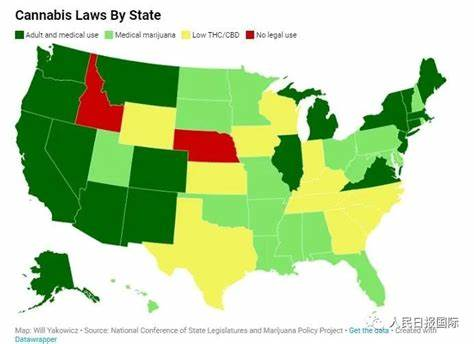 Cannabis Laws By State
Adult and medical use Medical marijuana Low THC/CBD No legal use
人民日报国际
Map: Will Yakowicz • Source: National Conference of State Legislatures and Marijuana Policy Project • Get the data • Created with
Datawrapper